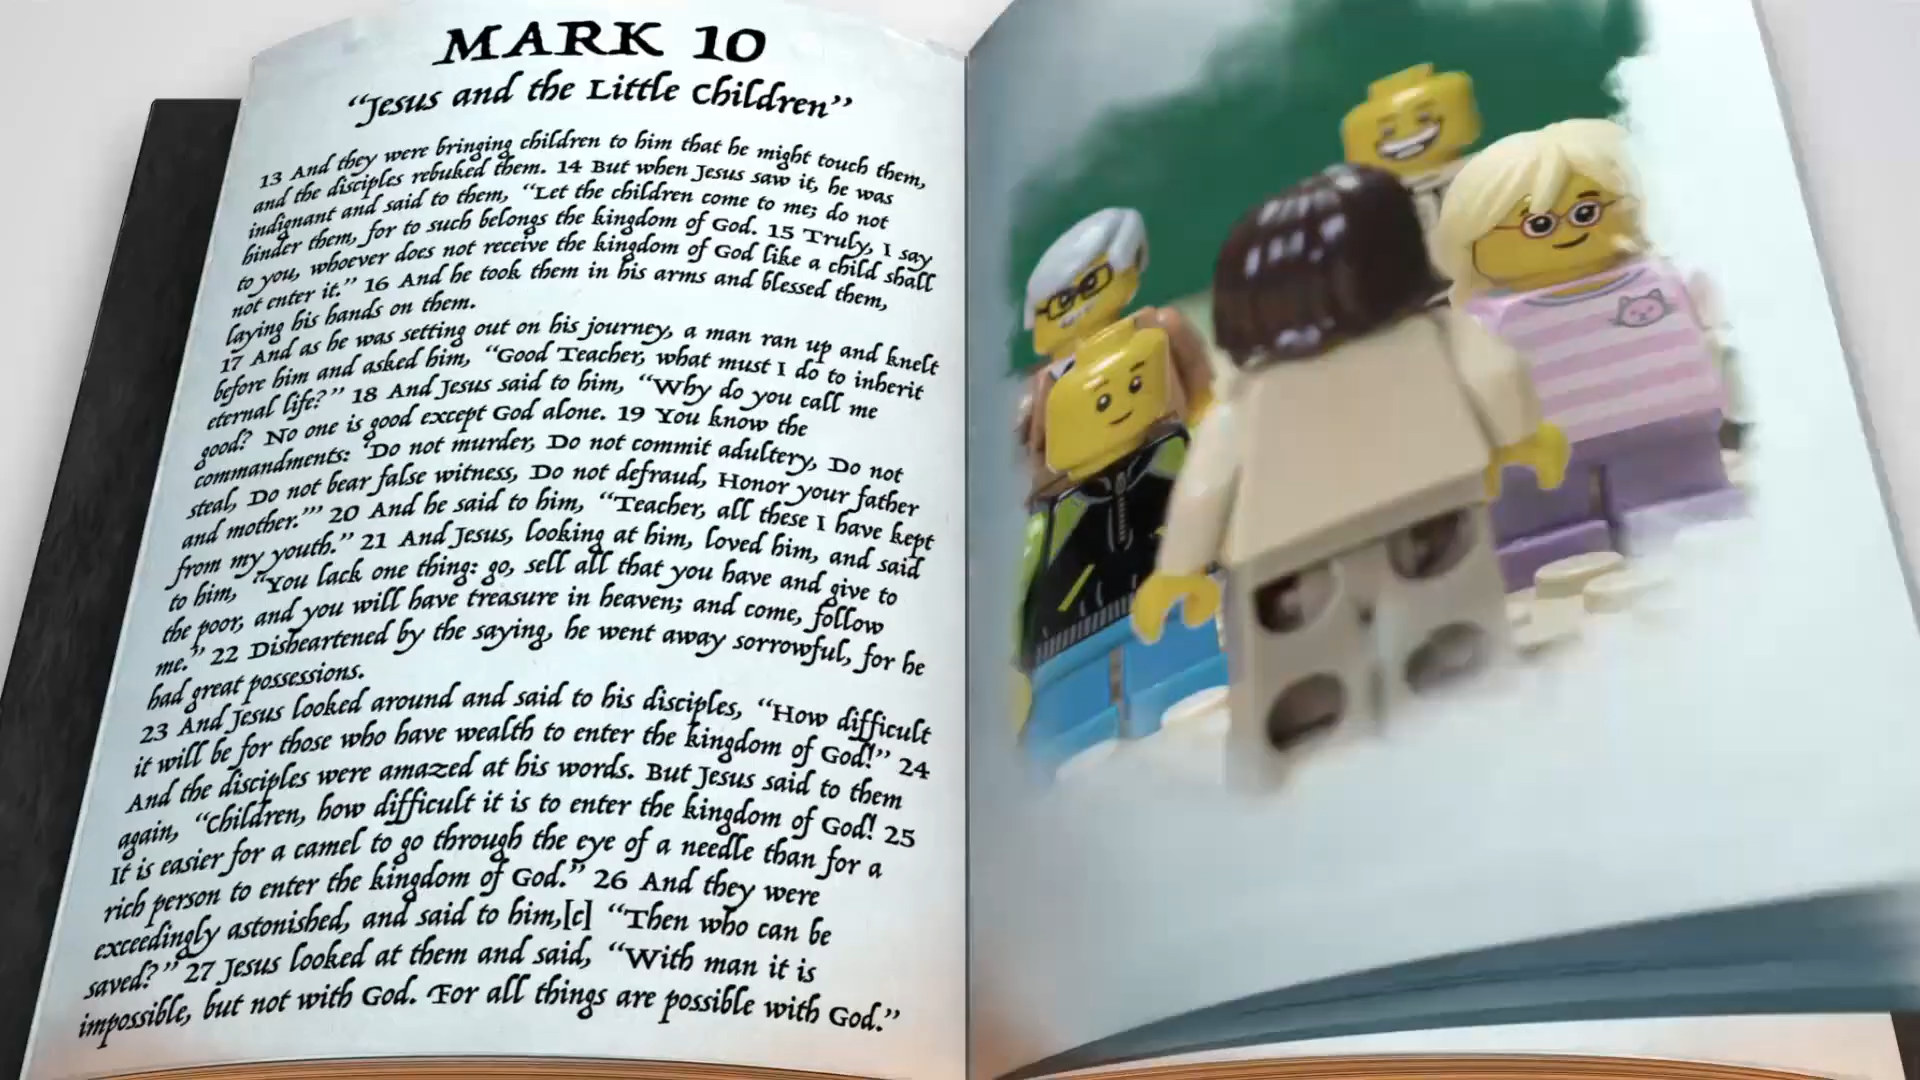 MARK 10
“Jesus and the Little Children”
13 And they were bringing children to him that he might touch them,
and the disciples rebuked them. 14 But when Jesus saw it, he was
indignant and said to them, “Let the children come to me; do not
hinder them, for to such belongs the kingdom of God. 15 Truly, I say
to you, whoever does not receive the kingdom of God like a child shall
not enter it.” 16 And he took them in his arms and blessed them,
laying his hands on them.
17 And as he was setting out on his journey, a man ran up and knelt
before him and asked him, “Good Teacher, what must I do to inherit
eternal life?” 18 And Jesus said to him, “Why do you call me
good? No one is good except God alone. 19 You know the
commandments: ‘Do not murder, Do not commit adultery, Do not
steal, Do not bear false witness, Do not defraud, Honor your father
and mother.’” 20 And he said to him, “Teacher, all these I have kept
from my youth.” 21 And Jesus, looking at him, loved him, and said
to him, “You lack one thing: go, sell all that you have and give to
the poor, and you will have treasure in heaven; and come, follow
me.” 22 Disheartened by the saying, he went away sorrowful, for he
had great possessions.
23 And Jesus looked around and said to his disciples, “How difficult
it will be for those who have wealth to enter the kingdom of God!” 24
And the disciples were amazed at his words. But Jesus said to them
again, “Children, how difficult it is to enter the kingdom of God! 25
It is easier for a camel to go through the eye of a needle than for a
rich person to enter the kingdom of God.” 26 And they were
exceedingly astonished, and said to him,[c] “Then who can be
saved?” 27 Jesus looked at them and said, “With man it is
impossible, but not with God. For all things are possible with God.”